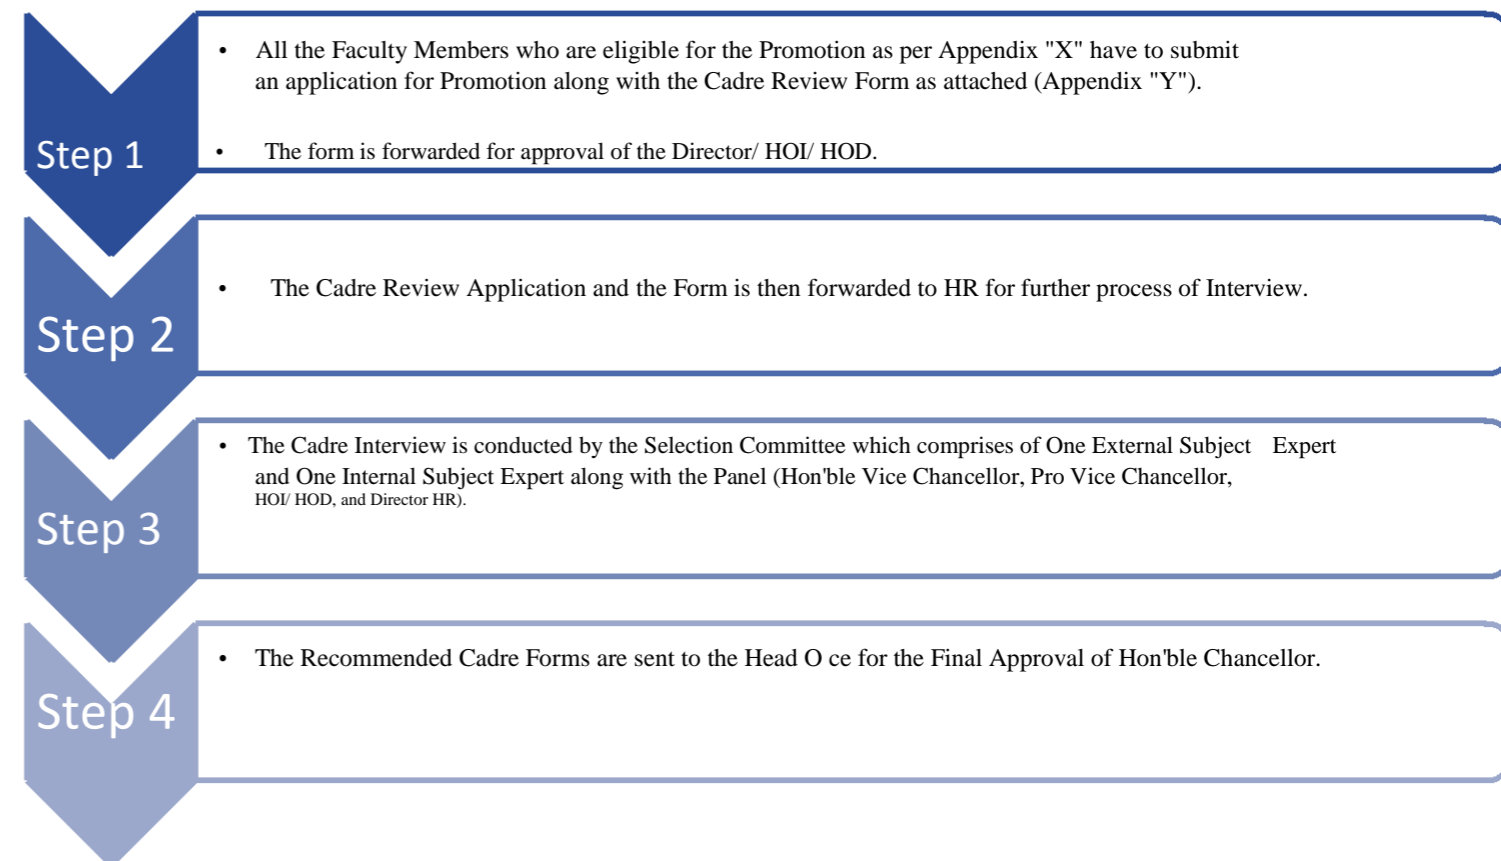 • All the Faculty Members who are eligible for the Promotion as per Appendix "X" have to submit
an application for Promotion along with the Cadre Review Form as attached (Appendix "Y").
Step 1
• The form is forwarded for approval of the Director/ HOI/ HOD.
• The Cadre Review Application and the Form is then forwarded to HR for further process of Interview.
Step 2
• The Cadre Interview is conducted by the Selection Committee which comprises of One External Subject Expert
and One Internal Subject Expert along with the Panel (Hon'ble Vice Chancellor, Pro Vice Chancellor,
HOI/ HOD, and Director HR).
Step 3
• The Recommended Cadre Forms are sent to the Head O ce for the Final Approval of Hon'ble Chancellor.
Step 4